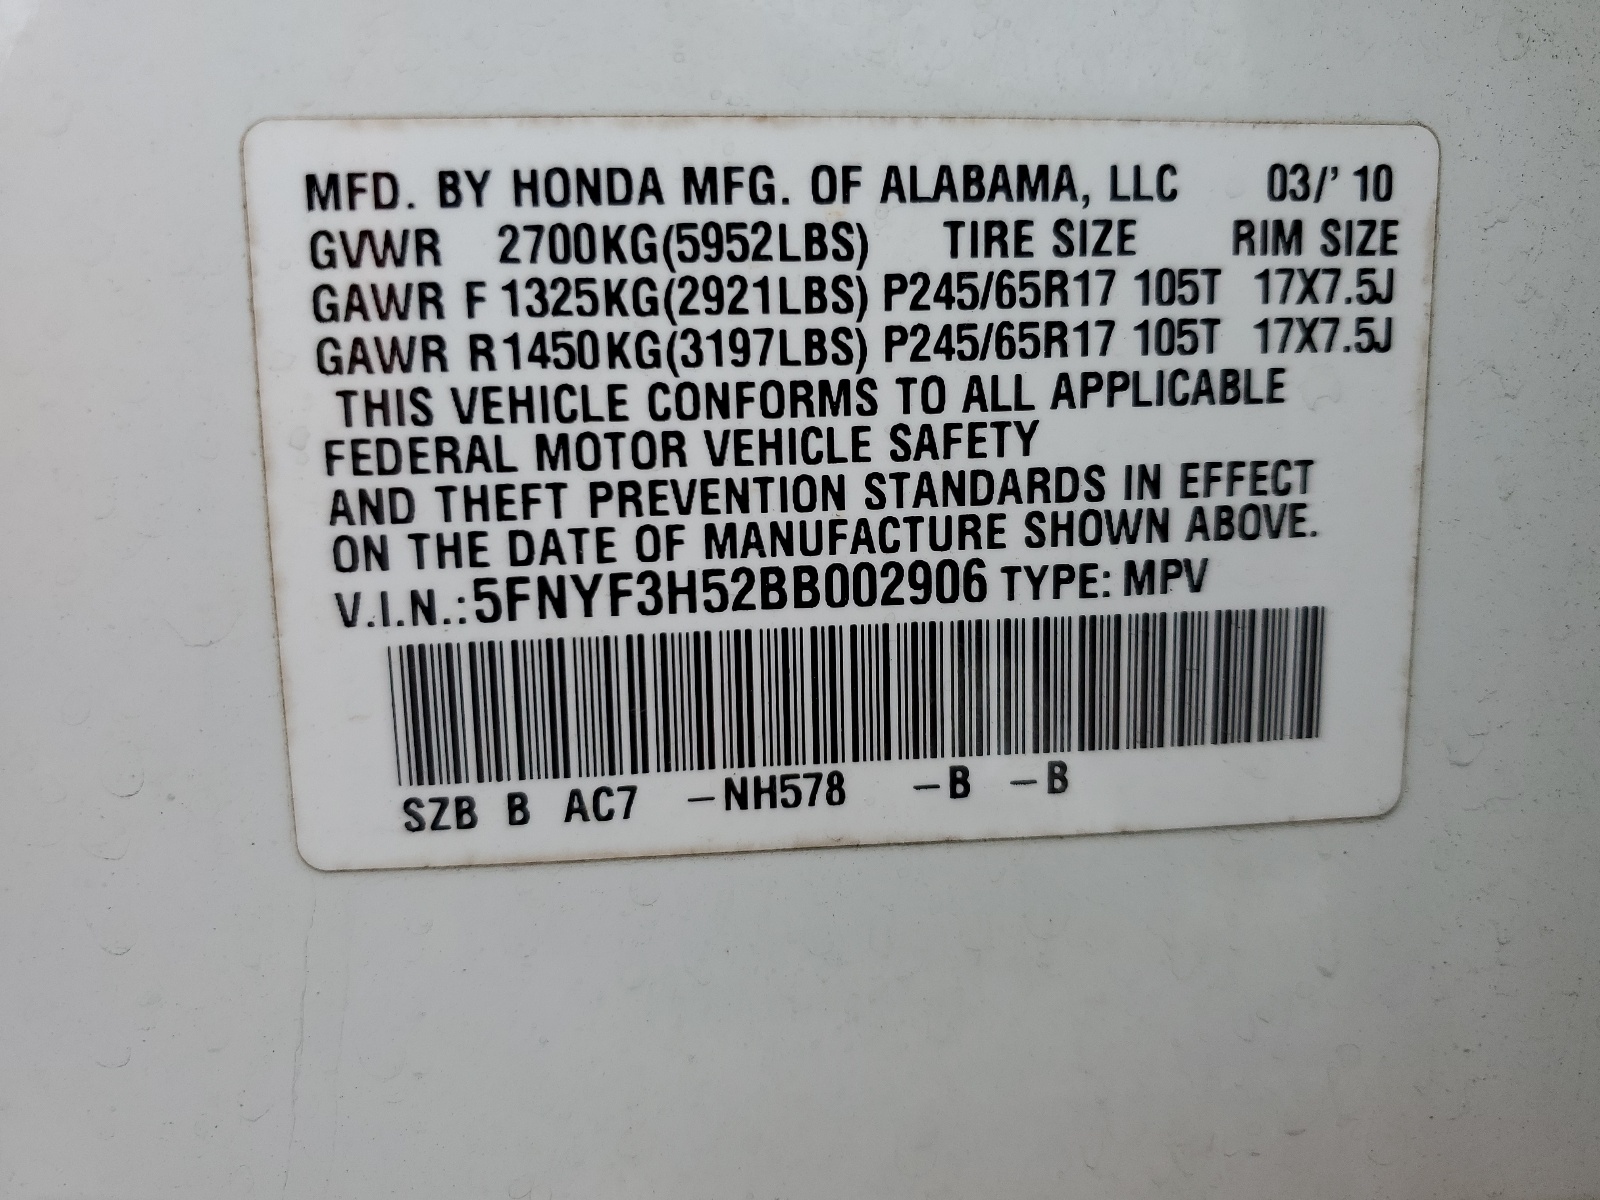 MFD. BY HONDA MFG. OF ALABAMA, LLC 03/' 10
GVWR 2700KG(5952LBS) TIRE SIZE RIM SIZE
GAWR F 1325KG(2921LBS) P245/65R17 105T 17X7.5J
GAWR R 1450KG(3197LBS) P245/65R17 105T 17X7.5J
THIS VEHICLE CONFORMS TO ALL APPLICABLE
FEDERAL MOTOR VEHICLE SAFETY
AND THEFT PREVENTION STANDARDS IN EFFECT
ON THE DATE OF MANUFACTURE SHOWN ABOVE.
V.I.N.:5FNYF3H52BB002906 TYPE: MPV
SZB B AC7 –NH578 –B –B